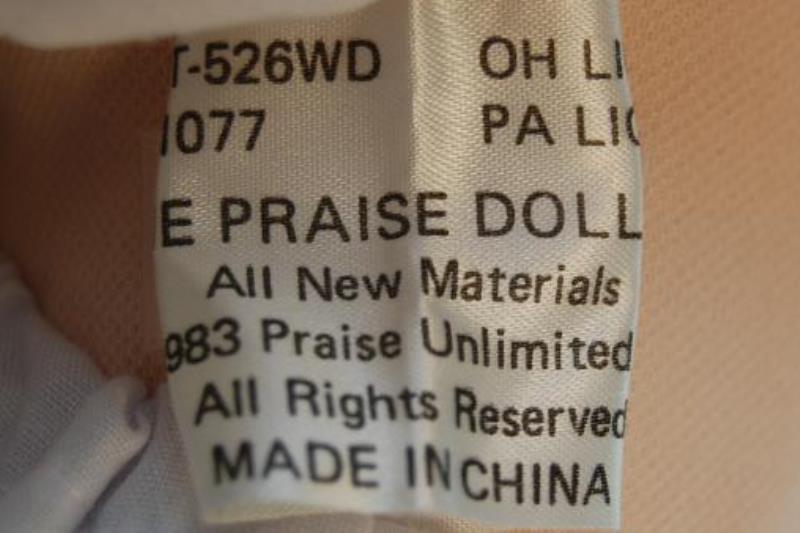 T-526WD OH LI
1077 PA LIC
E PRAISE DOLL
All New Materials
983 Praise Unlimited
All Rights Reserved
MADE IN CHINA